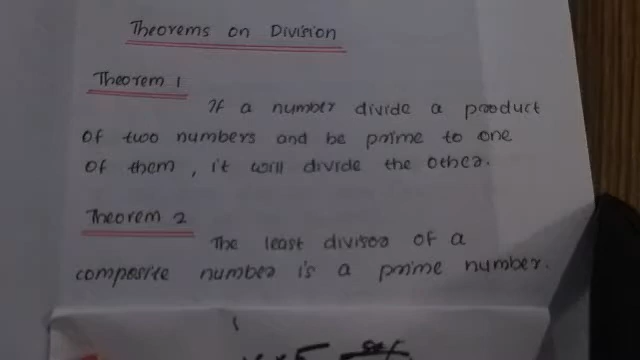 Theorems on Division
Theorem 1
If a number divide a product
of two numbers and be prime to one
of them, it will divide the other.
Theorem 2
The least divisor of a
composite number is a prime number.